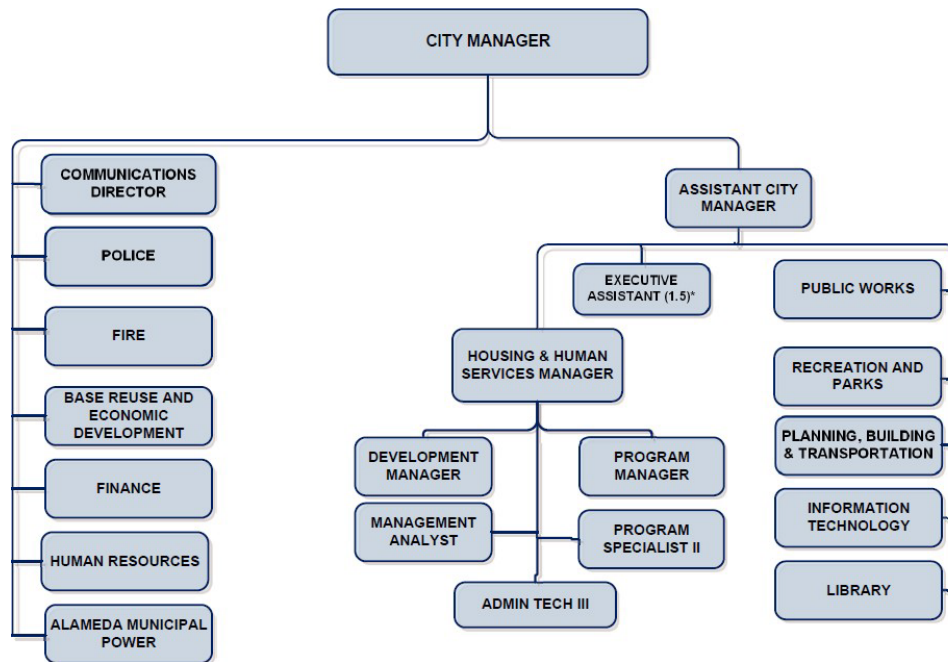 CITY MANAGER
COMMUNICATIONS
DIRECTOR
POLICE
FIRE
BASE REUSE AND
ECONOMIC
DEVELOPMENT
FINANCE
HUMAN RESOURCES
ALAMEDA MUNICIPAL
POWER
ASSISTANT CITY
MANAGER
EXECUTIVE
ASSISTANT (1.5)*
HOUSING & HUMAN
SERVICES MANAGER
DEVELOPMENT
MANAGER
PROGRAM
MANAGER
MANAGEMENT
ANALYST
PROGRAM
SPECIALIST II
ADMIN TECH III
PUBLIC WORKS
RECREATION AND
PARKS
PLANNING, BUILDING
& TRANSPORTATION
INFORMATION
TECHNOLOGY
LIBRARY